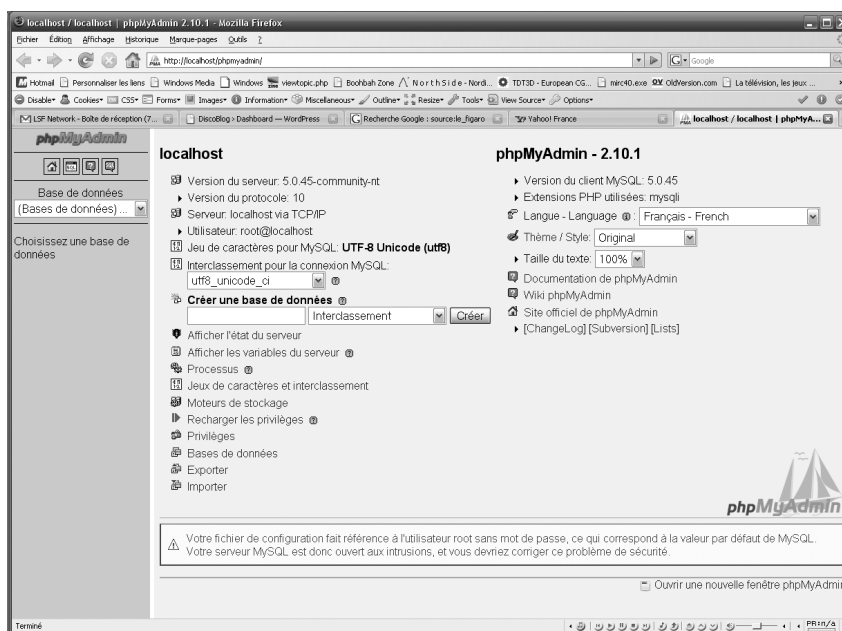 localhost / localhost | phpMyAdmin 2.10.1 - Mozilla Firefox
Fichier Édition Affichage Historique Marque-pages Outils ?
http://localhost/phpmyadmin/
Google
Hotmail Personnaliser les liens Windows Media Windows viewtopic.php Boohbah Zone NorthSide - Nordi... TDT3D - European CG... mirc40.exe OldVersion.com La télévision, les jeux ...
Disable Cookies CSS Forms Images Information Miscellaneous Outline Resize Tools View Source Options
LSF Network - Boîte de réception (7... DiscoBlog › Dashboard — WordPress Recherche Google : source:le_figaro Yahoo! France localhost / localhost | phpMyA...
phpMyAdmin
Base de données
(Bases de données) ...
Choisissez une base de
données
localhost
Version du serveur: 5.0.45-community-nt
Version du protocole: 10
Serveur: localhost via TCP/IP
Utilisateur: root@localhost
Jeu de caractères pour MySQL: UTF-8 Unicode (utf8)
Interclassement pour la connexion MySQL:
utf8_unicode_ci
Créer une base de données
Interclassement Créer
Afficher l'état du serveur
Afficher les variables du serveur
Processus
Jeux de caractères et interclassement
Moteurs de stockage
Recharger les privilèges
Privilèges
Bases de données
Exporter
Importer
phpMyAdmin - 2.10.1
Version du client MySQL: 5.0.45
Extensions PHP utilisées: mysqli
Langue - Language : Français - French
Thème / Style: Original
Taille du texte: 100%
Documentation de phpMyAdmin
Wiki phpMyAdmin
Site officiel de phpMyAdmin
[ChangeLog] [Subversion] [Lists]
phpMyAdmin
Votre fichier de configuration fait référence à l'utilisateur root sans mot de passe, ce qui correspond à la valeur par défaut de MySQL.
Votre serveur MySQL est donc ouvert aux intrusions, et vous devriez corriger ce problème de sécurité.
Ouvrir une nouvelle fenêtre phpMyAdmin
Terminé
PR:n/a